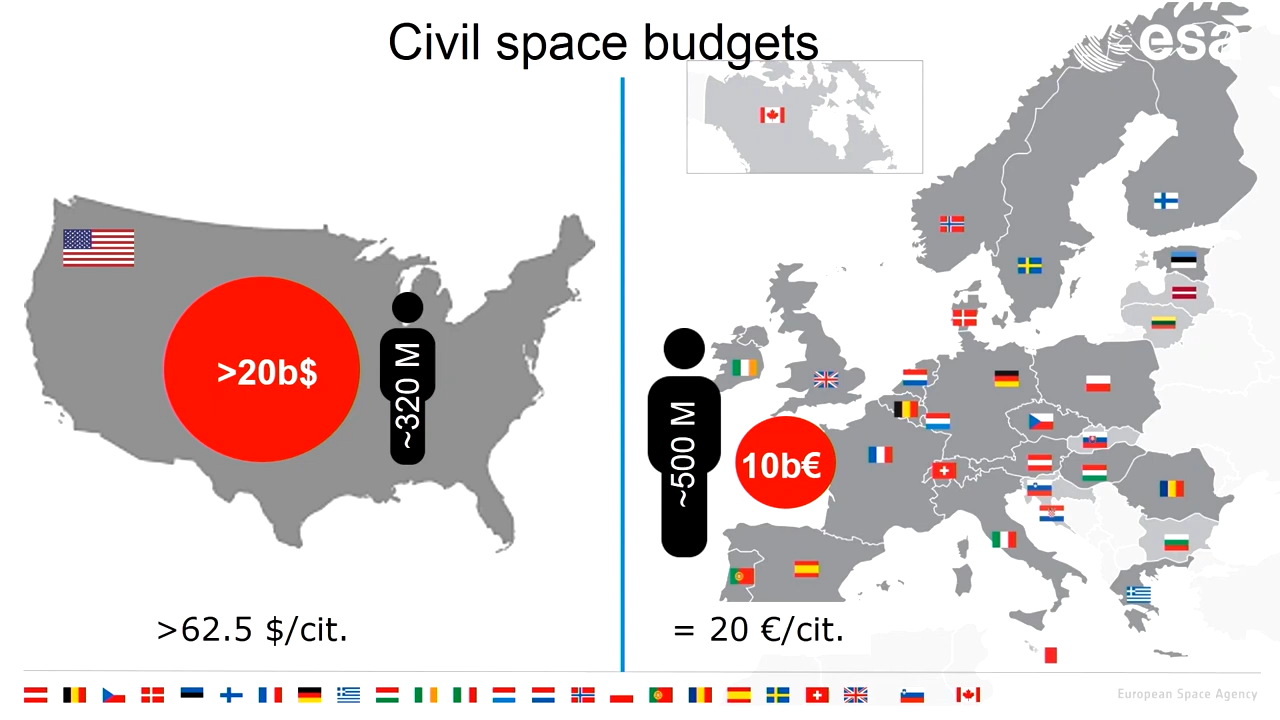 Civil space budgets
esa
>20b$
~320 M
~500 M
10b€
>62.5 $/cit.
= 20 €/cit.
European Space Agency